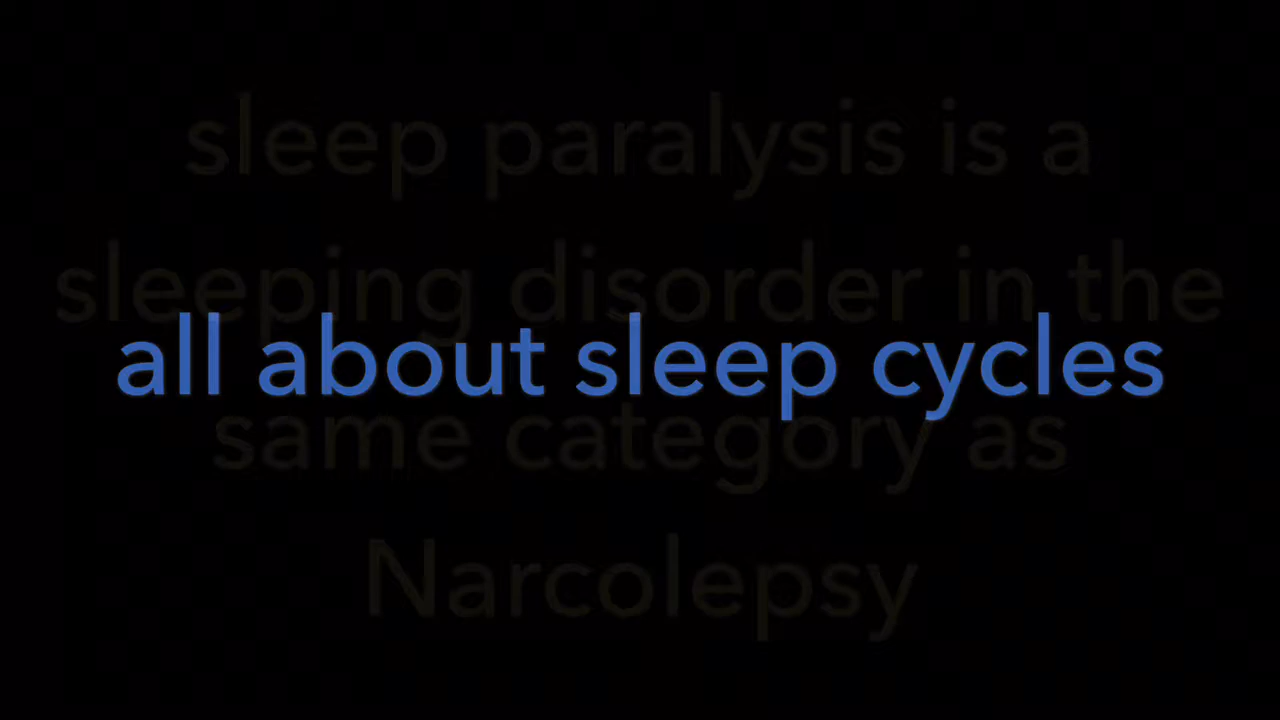 sleep paralysis is a
sleeping disorder in the
all about sleep cycles
same category as
Narcolepsy